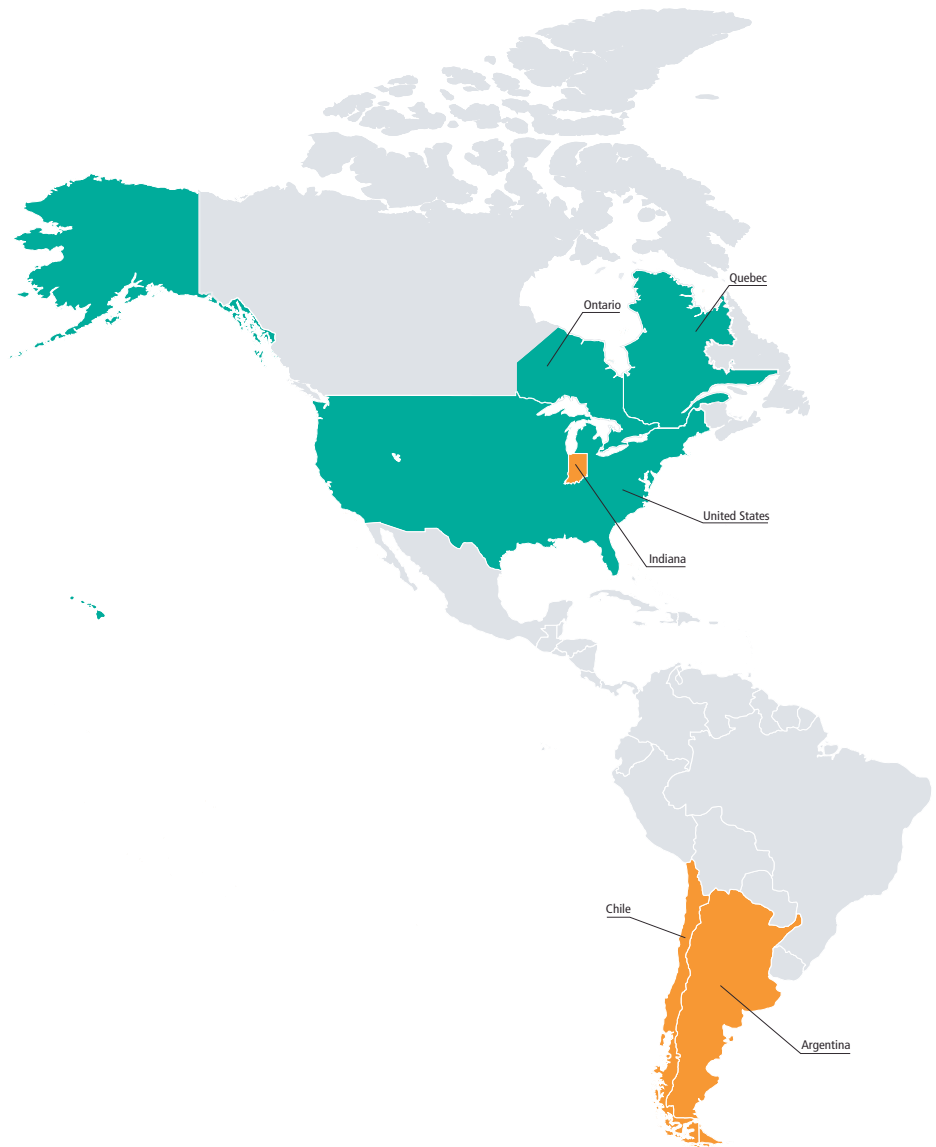 Quebec
Ontario
United States
Indiana
Chile
Argentina